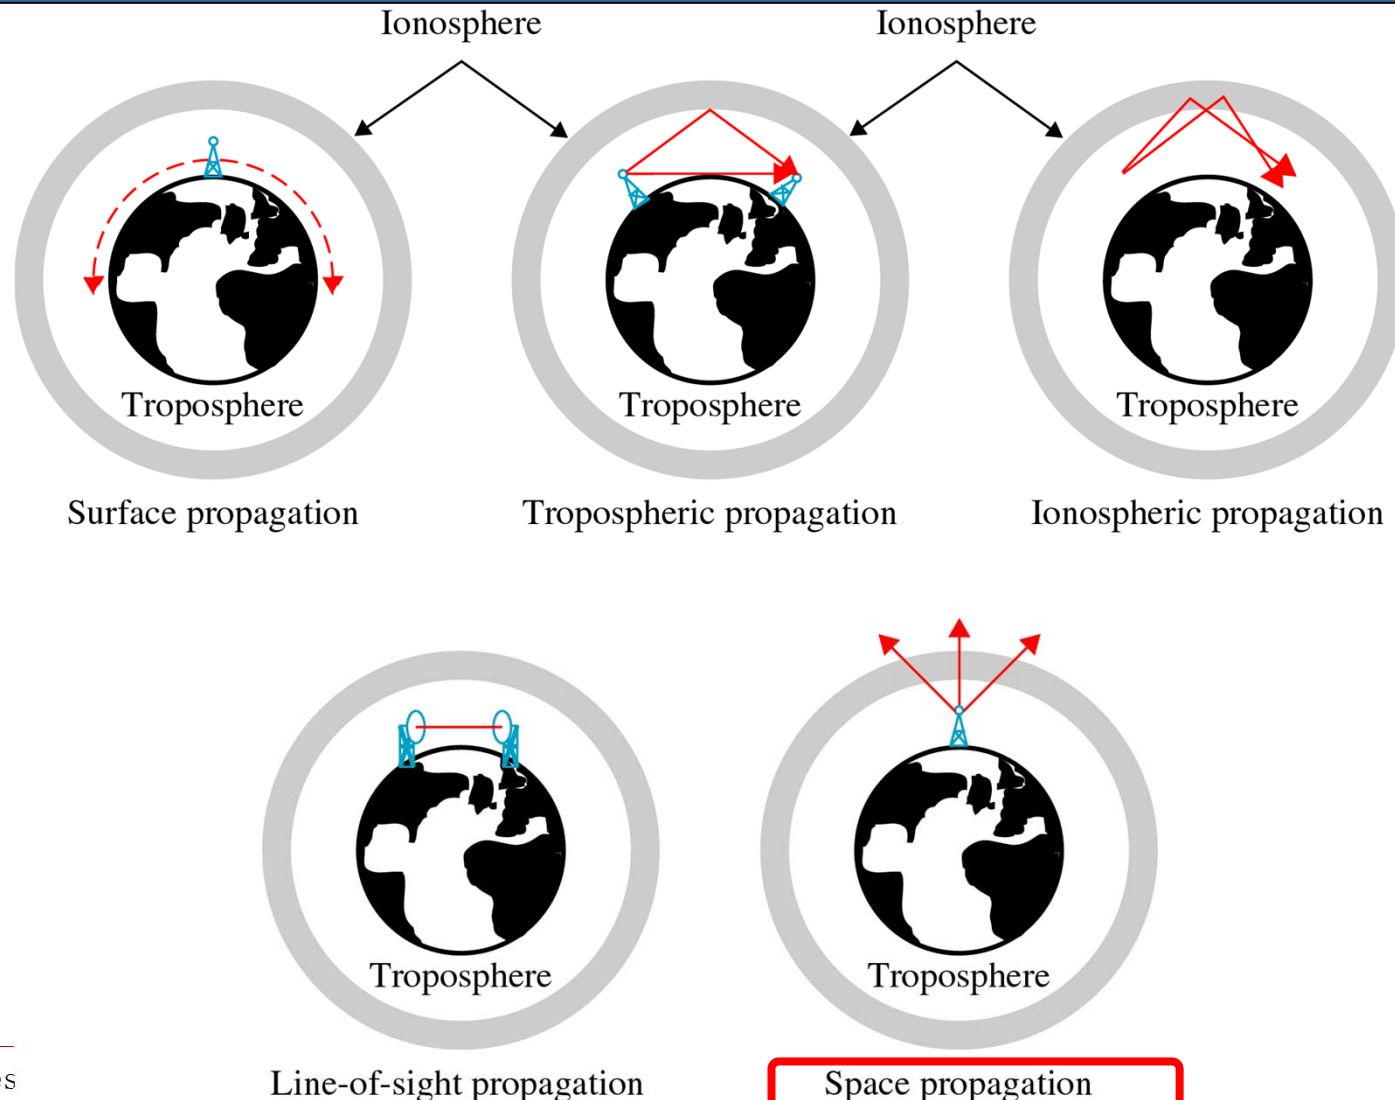 Ionosphere
Ionosphere
Troposphere
Troposphere
Troposphere
Surface propagation
Tropospheric propagation
Ionospheric propagation
Troposphere
Troposphere
es
Line-of-sight propagation
Space propagation